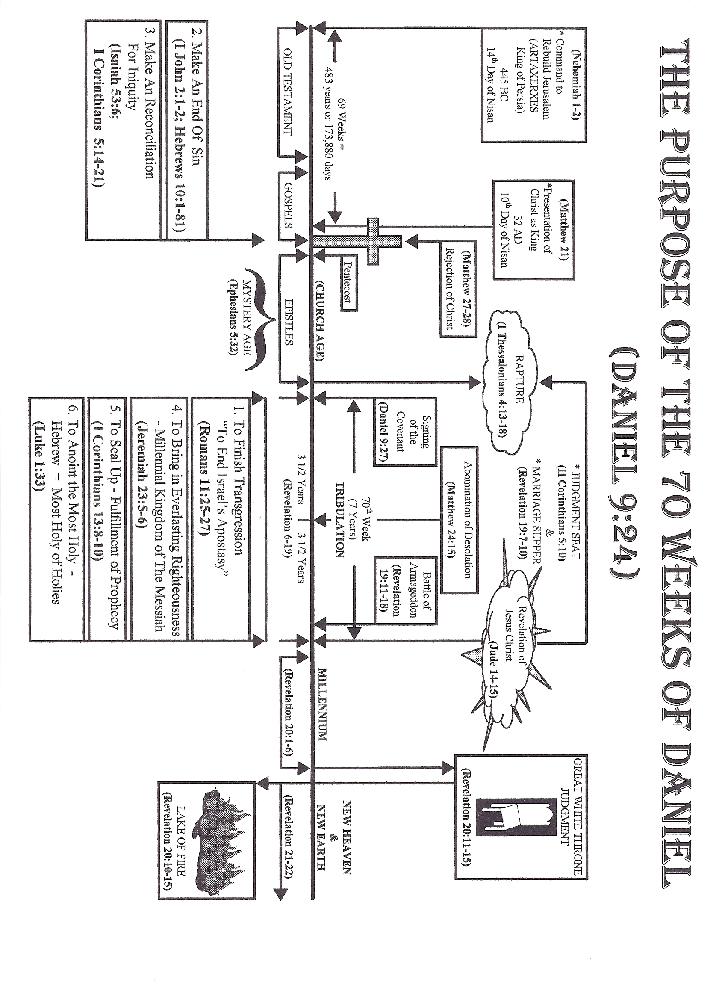 THE PURPOSE OF THE 70 WEEKS OF DANIEL
(DANIEL 9:24)
(Nehemiah 1-2)
* Command to
Rebuild Jerusalem
(ARTAXERXES
King of Persia)
445 BC
14th Day of Nisan
(Matthew 21)
*Presentation of
Christ as King
32 AD
10th Day of Nisan
(Matthew 27-28)
Rejection of Christ
RAPTURE
(I Thessalonians 4:13-18)
* JUDGMENT SEAT
(II Corinthians 5:10)
&
* MARRIAGE SUPPER
(Revelation 19:7-10)
Revelation of
Jesus Christ
(Jude 14-15)
GREAT WHITE THRONE
JUDGMENT
(Revelation 20:11-15)
69 Weeks =
483 years or 173,880 days
Pentecost
Signing
of the
Covenant
(Daniel 9:27)
Abomination of Desolation
(Matthew 24:15)
Battle of
Armageddon
(Revelation
19:11-18)
70th Week
(7 Years)
TRIBULATION
(CHURCH AGE)
MILLENNIUM
NEW HEAVEN
&
NEW EARTH
OLD TESTAMENT
GOSPELS
EPISTLES
3 1/2 Years
3 1/2 Years
(Revelation 6-19)
(Revelation 20:1-6)
(Revelation 21-22)
MYSTERY AGE
(Ephesians 5:32)
2. Make An End Of Sin
(I John 2:1-2; Hebrews 10:1-81)
3. Make An Reconciliation
For Iniquity
(Isaiah 53:6;
I Corinthians 5:14-21)
1. To Finish Transgression
“To End Israel’s Apostasy”
(Romans 11:25-27)
4. To Bring in Everlasting Righteousness
- Millennial Kingdom of The Messiah
(Jeremiah 23:5-6)
5. To Seal Up - Fulfillment of Prophecy
(I Corinthians 13:8-10)
6. To Anoint the Most Holy -
Hebrew = Most Holy of Holies
(Luke 1:33)
LAKE OF FIRE
(Revelation 20:10-15)